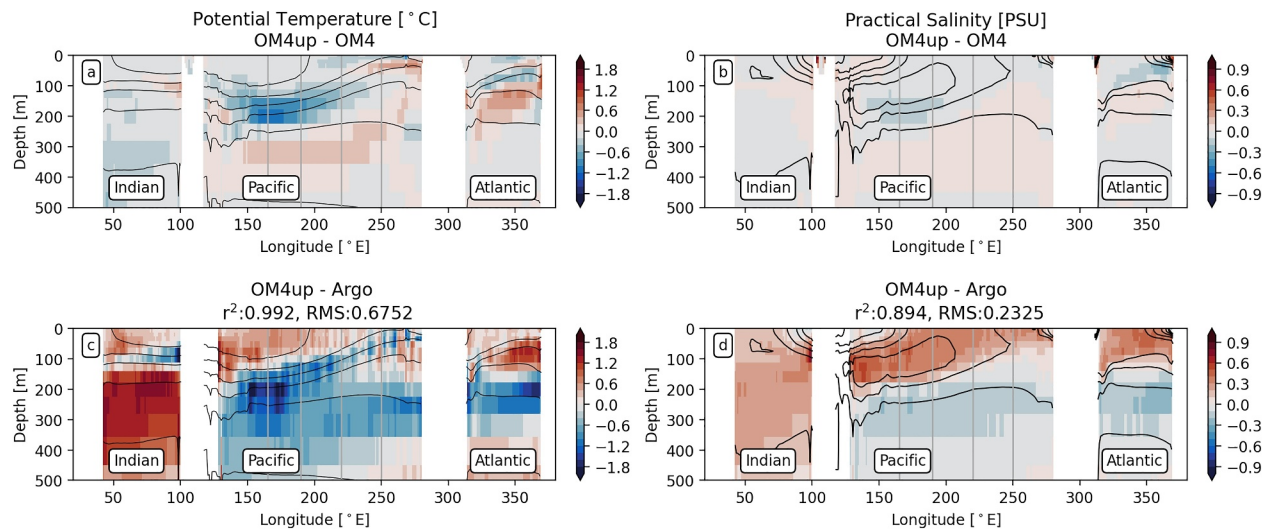 Potential Temperature [°C]
OM4up - OM4
Practical Salinity [PSU]
OM4up - OM4
a
b
0
100
200
300
400
500
Depth [m]
Indian
Pacific
Atlantic
50 100 150 200 250 300 350
Longitude [°E]
1.8
1.2
0.6
0.0
−0.6
−1.2
−1.8
0
100
200
300
400
500
Depth [m]
Indian
Pacific
Atlantic
50 100 150 200 250 300 350
Longitude [°E]
0.9
0.6
0.3
0.0
−0.3
−0.6
−0.9
OM4up - Argo
r²:0.992, RMS:0.6752
OM4up - Argo
r²:0.894, RMS:0.2325
c
d
0
100
200
300
400
500
Depth [m]
Indian
Pacific
Atlantic
50 100 150 200 250 300 350
Longitude [°E]
1.8
1.2
0.6
0.0
−0.6
−1.2
−1.8
0
100
200
300
400
500
Depth [m]
Indian
Pacific
Atlantic
50 100 150 200 250 300 350
Longitude [°E]
0.9
0.6
0.3
0.0
−0.3
−0.6
−0.9